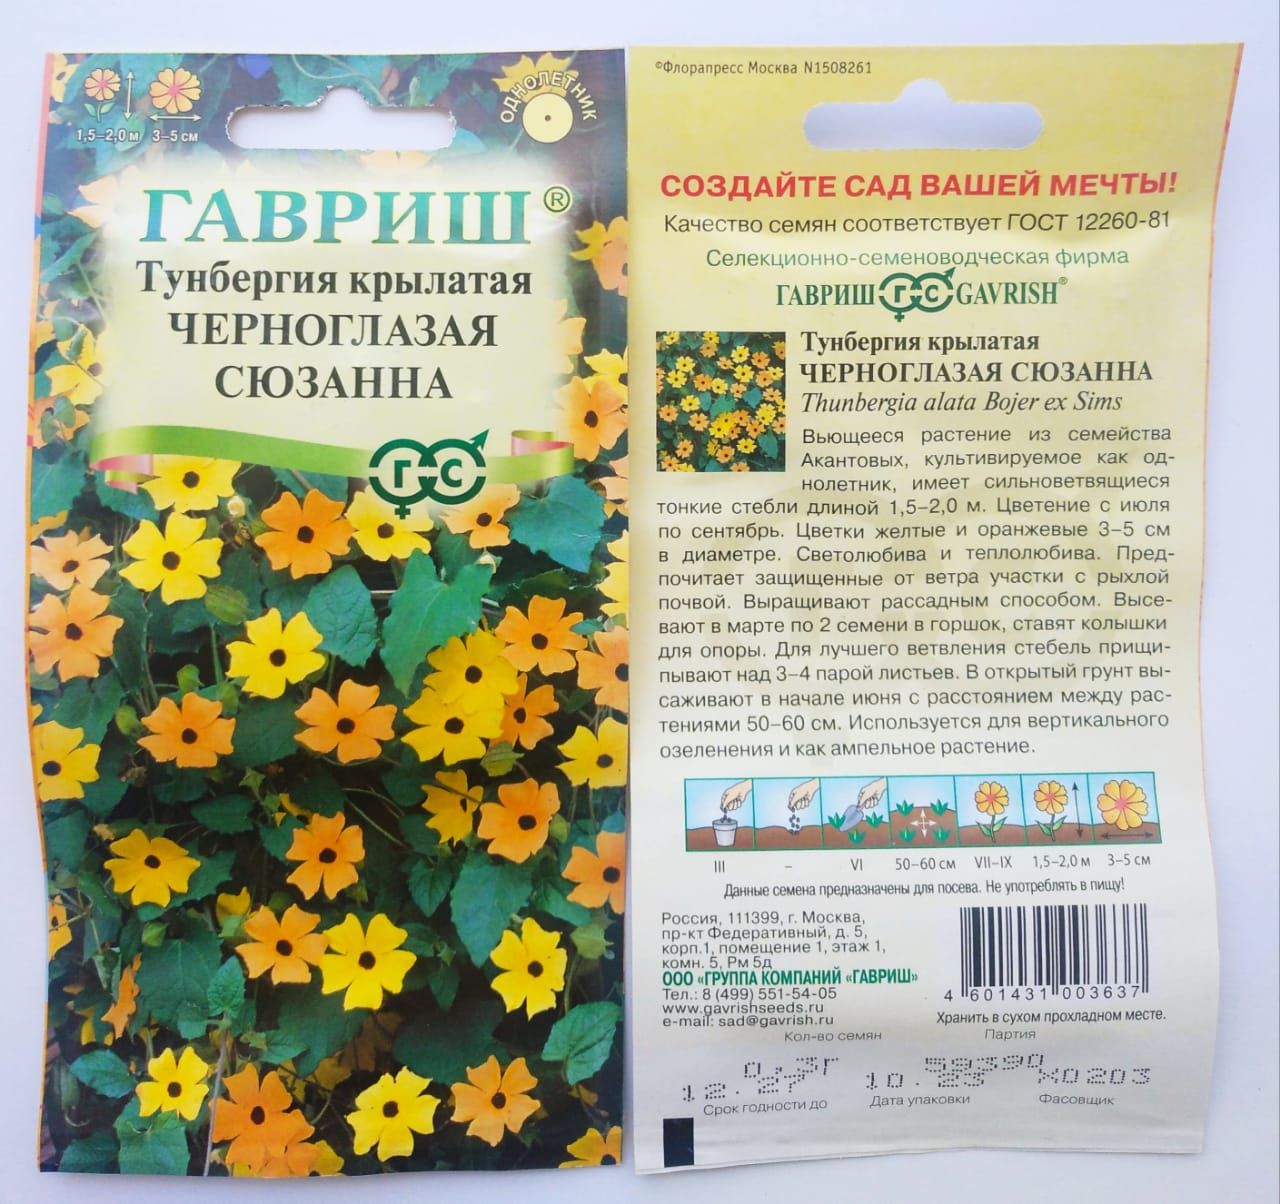 1,5–2,0 м
3–5 см
ОДНОЛЕТНИК
ГАВРИШ®
Тунбергия крылатая
ЧЕРНОГЛАЗАЯ
СЮЗАННА
Г С
©Флорапресс Москва N1508261
СОЗДАЙТЕ САД ВАШЕЙ МЕЧТЫ!
Качество семян соответствует ГОСТ 12260-81
Селекционно-семеноводческая фирма
ГАВРИШ Г С GAVRISH®
Тунбергия крылатая
ЧЕРНОГЛАЗАЯ СЮЗАННА
Thunbergia alata Bojer ex Sims
Вьющееся растение из семейства
Акантовых, культивируемое как од-
нолетник, имеет сильноветвящиеся
тонкие стебли длиной 1,5–2,0 м. Цветение с июля
по сентябрь. Цветки желтые и оранжевые 3–5 см
в диаметре. Светолюбива и теплолюбива. Пред-
почитает защищенные от ветра участки с рыхлой
почвой. Выращивают рассадным способом. Высе-
вают в марте по 2 семени в горшок, ставят колышки
для опоры. Для лучшего ветвления стебель прищи-
пывают над 3–4 парой листьев. В открытый грунт вы-
саживают в начале июня с расстоянием между рас-
тениями 50–60 см. Используется для вертикального
озеленения и как ампельное растение.
III – VI 50–60 см VII–IX 1,5–2,0 м 3–5 см
Данные семена предназначены для посева. Не употреблять в пищу!
Россия, 111399, г. Москва,
пр-кт Федеративный, д. 5,
корп.1, помещение 1, этаж 1,
комн. 5, Рм 5д
ООО «ГРУППА КОМПАНИЙ «ГАВРИШ»
Тел.: 8 (499) 551-54-05
www.gavrishseeds.ru
e-mail: sad@gavrish.ru
4 601431 003637
Хранить в сухом прохладном месте.
Кол-во семян Партия
0,3г 59390
12.27 10.23 X0203
Срок годности до Дата упаковки Фасовщик